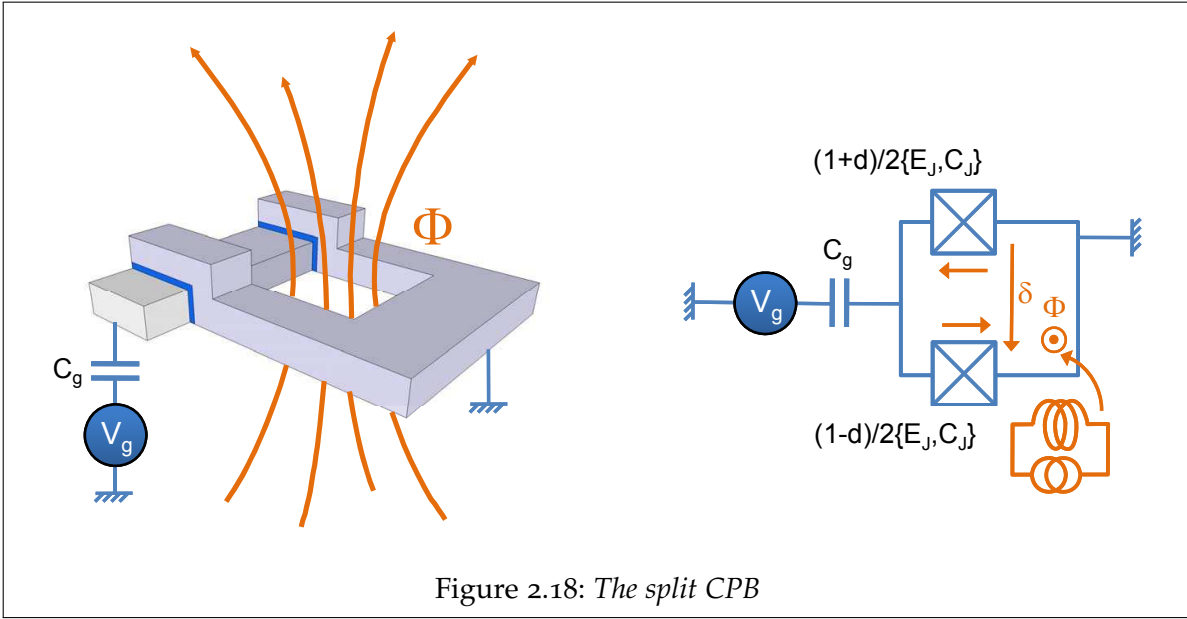 Φ
C_g
V_g
(1+d)/2{E_J,C_J}
C_g
V_g
δ
Φ
(1-d)/2{E_J,C_J}
Figure 2.18: The split CPB